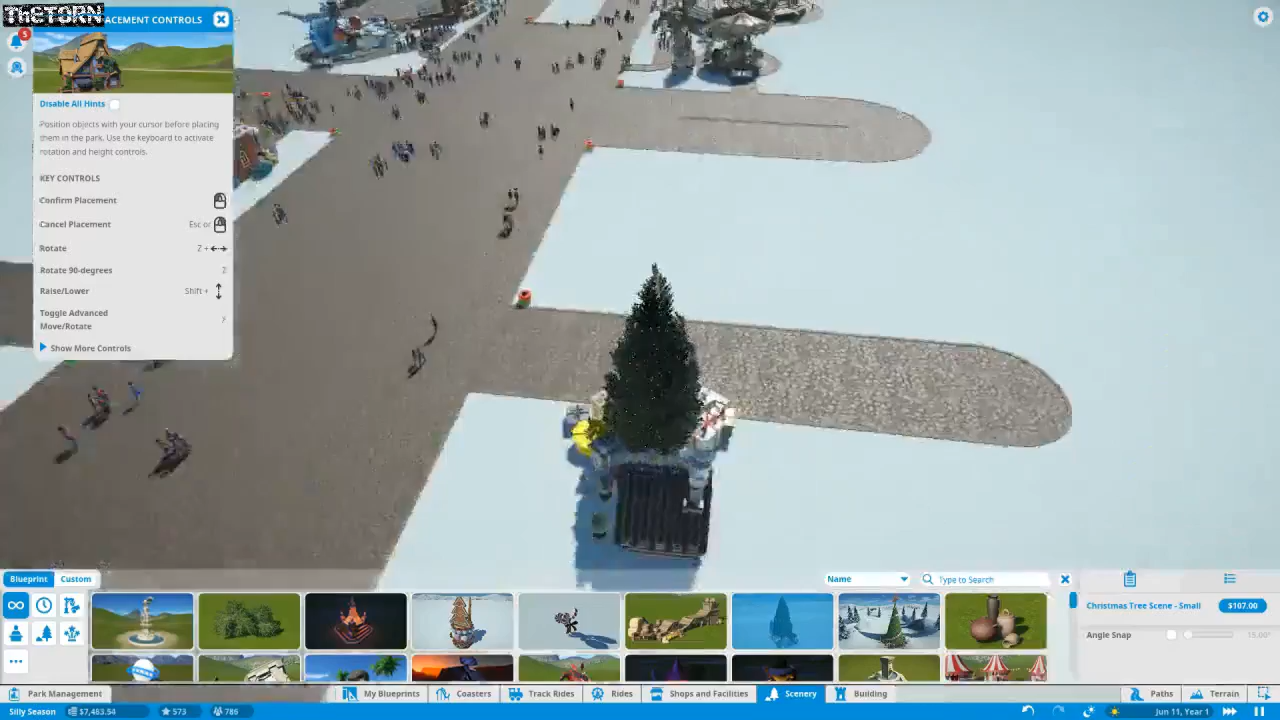 THETORN
PLACEMENT CONTROLS
5
Disable All Hints
Position objects with your cursor before placing
them in the park. Use the keyboard to activate
rotation and height controls.
KEY CONTROLS
Confirm Placement
Cancel Placement Esc or
Rotate Z +
Rotate 90-degrees Z
Raise/Lower Shift +
Toggle Advanced
Move/Rotate
Show More Controls
Blueprint Custom Name Type to Search
Christmas Tree Scene - Small $107.00
Angle Snap 15.00°
Park Management My Blueprints Coasters Track Rides Rides Shops and Facilities Scenery Building Paths Terrain
Silly Season $7,463.54 573 786 Jun 11, Year 1